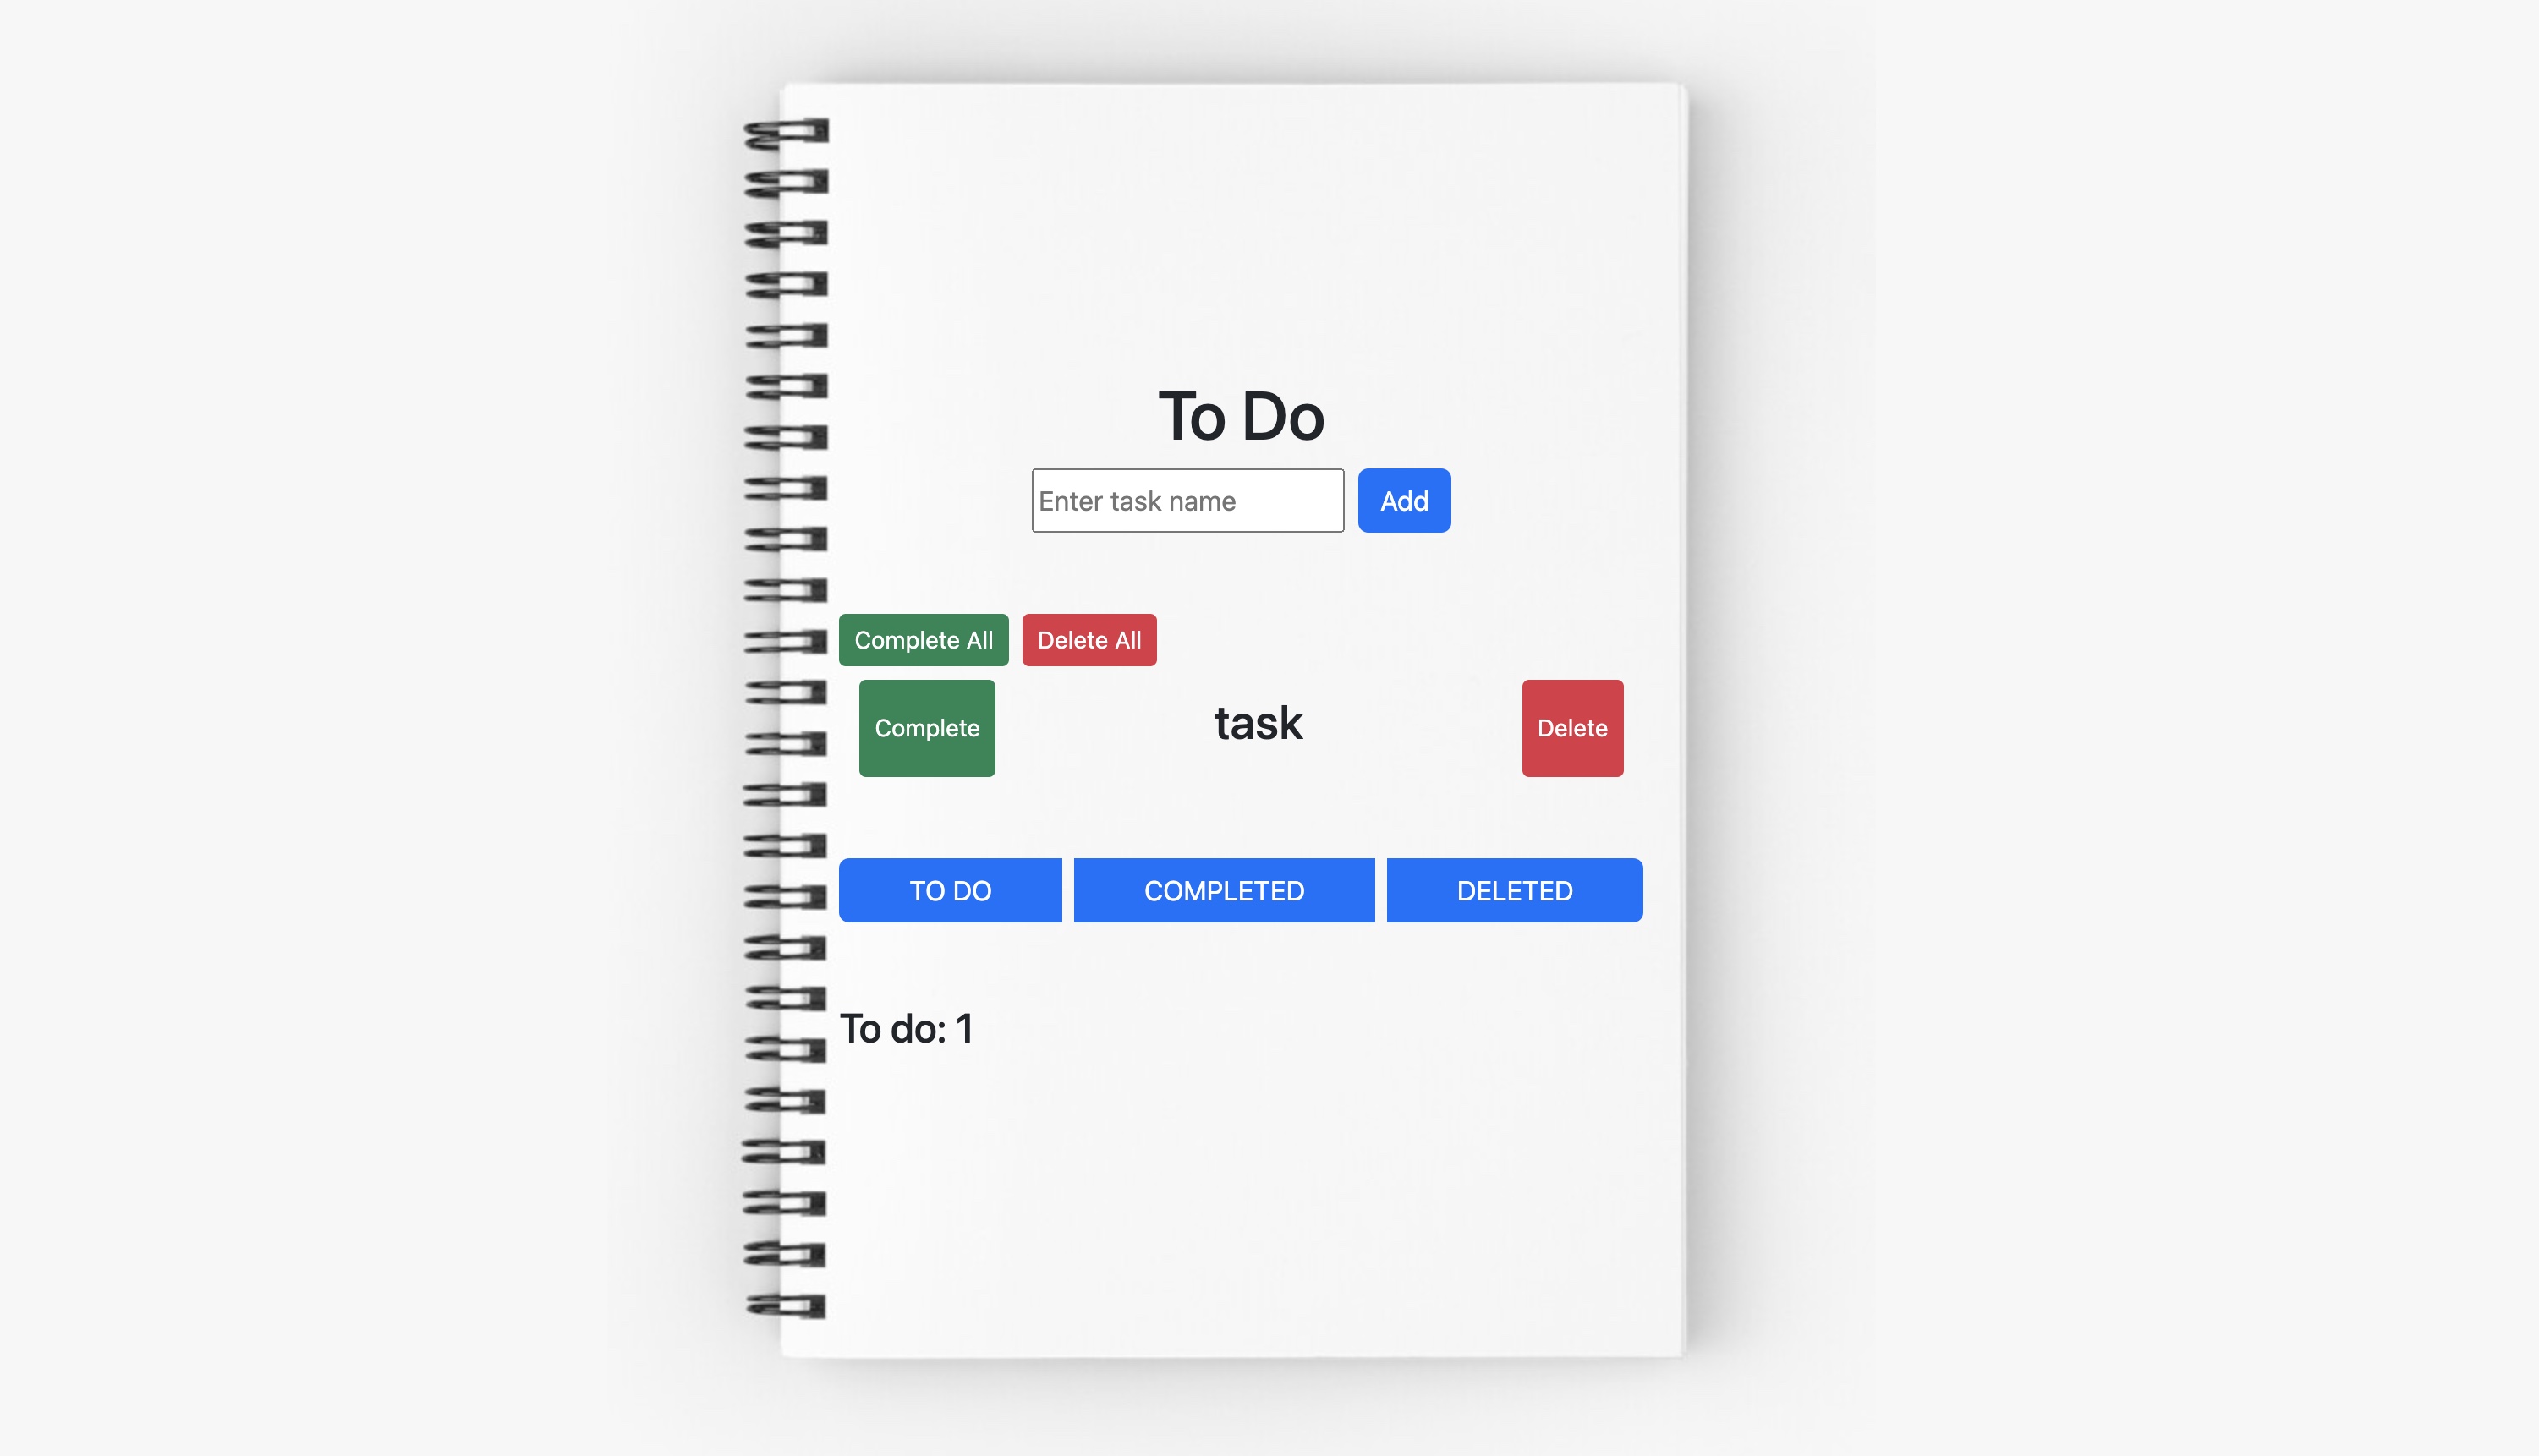 To Do
Enter task name Add
Complete All Delete All
Complete task Delete
TO DO COMPLETED DELETED
To do: 1